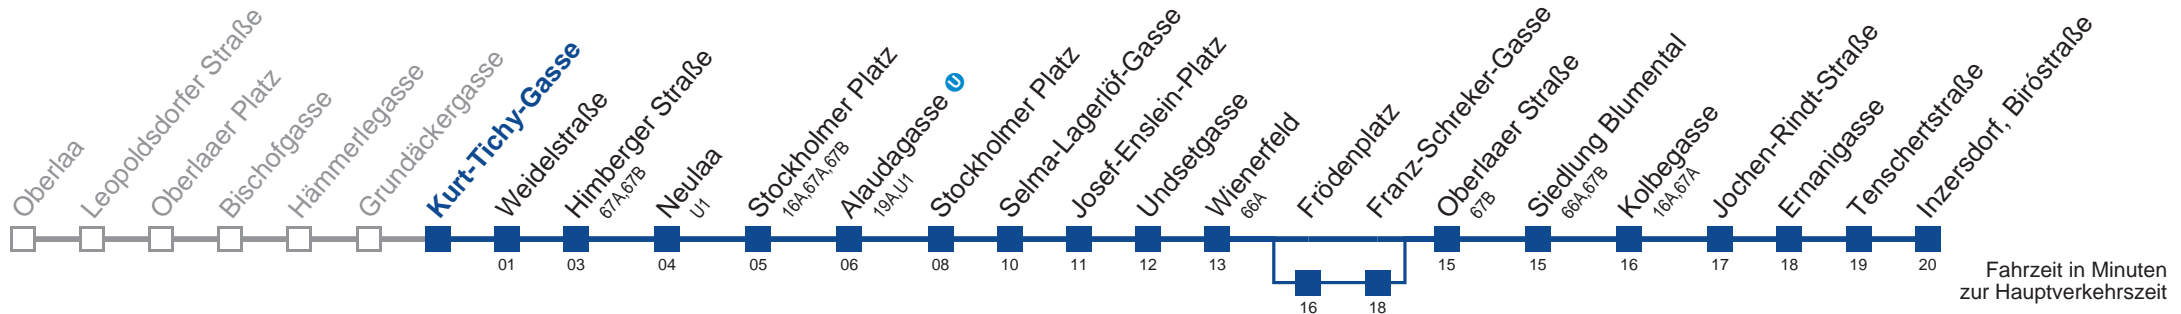 Oberlaa
Leopoldsdorfer Straße
Oberlaaer Platz
Bischofgasse
Hämmerlegasse
Grundäckergasse
Kurt-Tichy-Gasse
Weidelstraße
01
Himberger Straße
67A,67B
03
Neulaa
U1
04
Stockholmer Platz
16A,67A,67B
05
Alaudagasse U
19A,U1
06
Stockholmer Platz
08
Selma-Lagerlöf-Gasse
10
Josef-Enslein-Platz
11
Undsetgasse
12
Wienerfeld
66A
13
Frödenplatz
16
Franz-Schreker-Gasse
18
Oberlaaer Straße
67B
15
Siedlung Blumental
66A,67B
15
Kolbegasse
16A,67A
16
Jochen-Rindt-Straße
17
Ernanigasse
18
Tenschertstraße
19
Inzersdorf, Biróstraße
20
Fahrzeit in Minuten
zur Hauptverkehrszeit